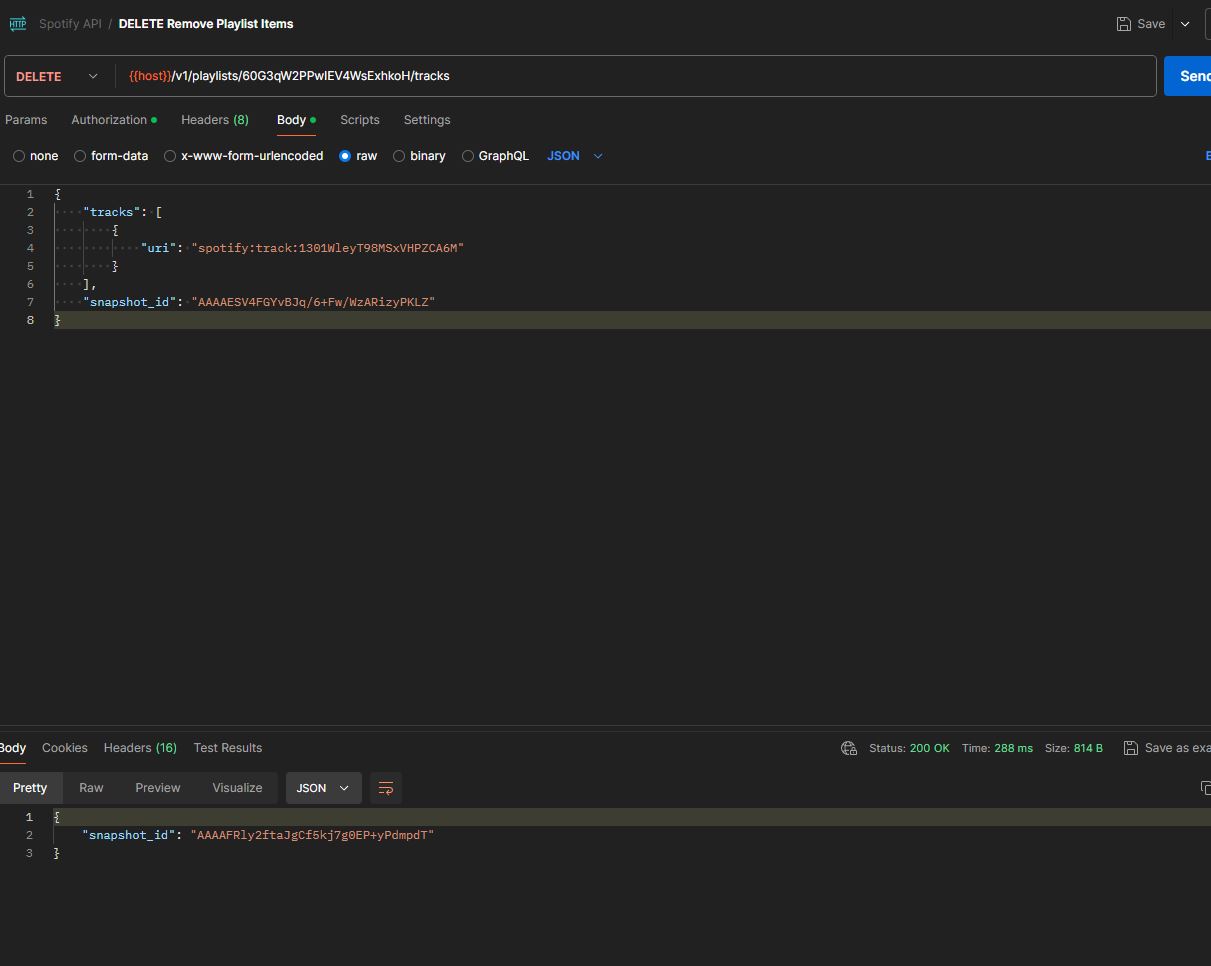 HTTP Spotify API / DELETE Remove Playlist Items Save
DELETE {{host}}/v1/playlists/60G3qW2PPwIEV4WsExhkoH/tracks Send
Params Authorization Headers (8) Body Scripts Settings
none form-data x-www-form-urlencoded raw binary GraphQL JSON
1 {
2 "tracks": [
3 {
4 "uri": "spotify:track:1301WleyT98MSxVHPZCA6M"
5 }
6 ],
7 "snapshot_id": "AAAAESV4FGYvBJq/6+Fw/WzARizyPKLZ"
8 }
Body Cookies Headers (16) Test Results Status: 200 OK Time: 288 ms Size: 814 B Save as exa
Pretty Raw Preview Visualize JSON
1 {
2 "snapshot_id": "AAAAFRly2ftaJgCf5kj7g0EP+yPdmpdT"
3 }